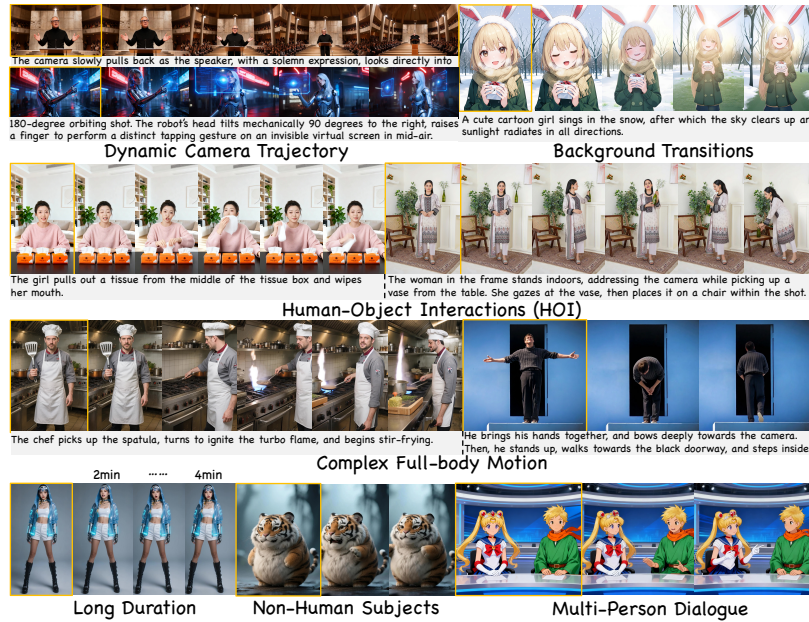 The camera slowly pulls back as the speaker, with a solemn expression, looks directly into
180-degree orbiting shot. The robot's head tilts mechanically 90 degrees to the right, raises
a finger to perform a distinct tapping gesture on an invisible virtual screen in mid-air.
Dynamic Camera Trajectory
A cute cartoon girl sings in the snow, after which the sky clears up ar
sunlight radiates in all directions.
Background Transitions
The girl pulls out a tissue from the middle of the tissue box and wipes
her mouth.
The woman in the frame stands indoors, addressing the camera while picking up a
vase from the table. She gazes at the vase, then places it on a chair within the shot.
Human-Object Interactions (HOI)
The chef picks up the spatula, turns to ignite the turbo flame, and begins stir-frying.
He brings his hands together, and bows deeply towards the camera.
Then, he stands up, walks towards the black doorway, and steps inside
Complex Full-body Motion
2min ...... 4min
Long Duration
Non-Human Subjects
Multi-Person Dialogue